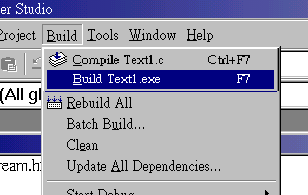 er Studio
Project Build Tools Window Help
Compile Text1.c Ctrl+F7
Build Text1.exe F7
(All gl
Rebuild All
Batch Build...
Clean
ream.h
Update All Dependencies...
Start Debug